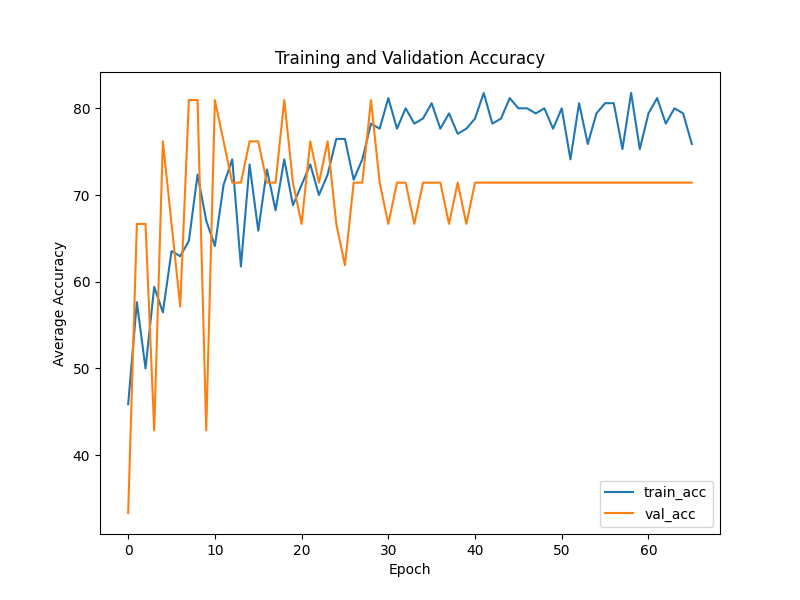 Training and Validation Accuracy
Average Accuracy
80
70
60
50
40
0 10 20 30 40 50 60
Epoch
train_acc
val_acc